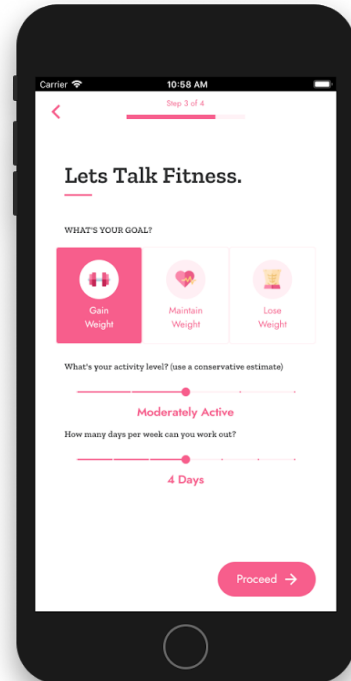 Carrier 10:58 AM
Step 3 of 4
Lets Talk Fitness.
WHAT'S YOUR GOAL?
Gain
Weight
Maintain
Weight
Lose
Weight
What's your activity level? (use a conservative estimate)
Moderately Active
How many days per week can you work out?
4 Days
Proceed